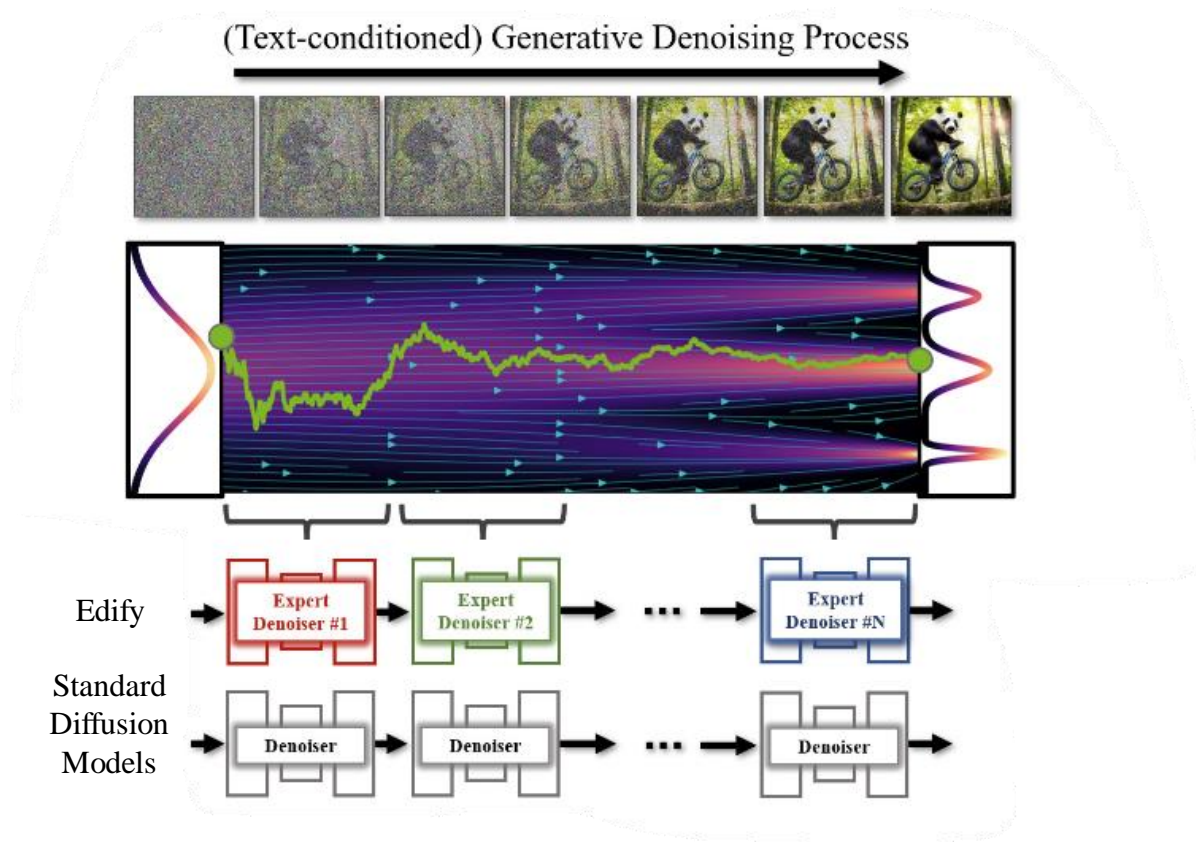 (Text-conditioned) Generative Denoising Process
Edify
Expert
Denoiser #1
Expert
Denoiser #2
...
Expert
Denoiser #N
Standard
Diffusion
Models
Denoiser
Denoiser
...
Denoiser